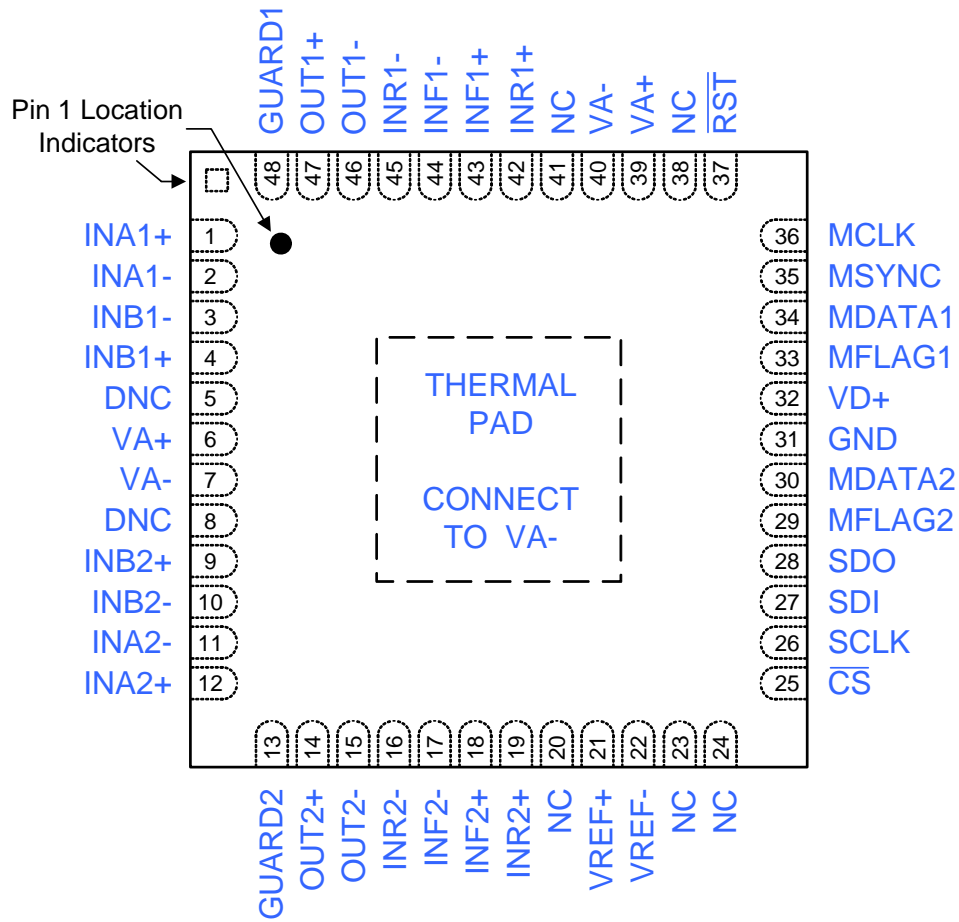 GUARD1
OUT1+
OUT1-
INR1-
INF1-
INF1+
INR1+
NC
VA-
VA+
NC
RST
Pin 1 Location
Indicators
48
47
46
45
44
43
42
41
40
39
38
37
INA1+ 1
INA1- 2
INB1- 3
INB1+ 4
DNC 5
VA+ 6
VA- 7
DNC 8
INB2+ 9
INB2- 10
INA2- 11
INA2+ 12
THERMAL
PAD
CONNECT
TO VA-
36 MCLK
35 MSYNC
34 MDATA1
33 MFLAG1
32 VD+
31 GND
30 MDATA2
29 MFLAG2
28 SDO
27 SDI
26 SCLK
25 CS
13
14
15
16
17
18
19
20
21
22
23
24
GUARD2
OUT2+
OUT2-
INR2-
INF2-
INF2+
INR2+
NC
VREF+
VREF-
NC
NC